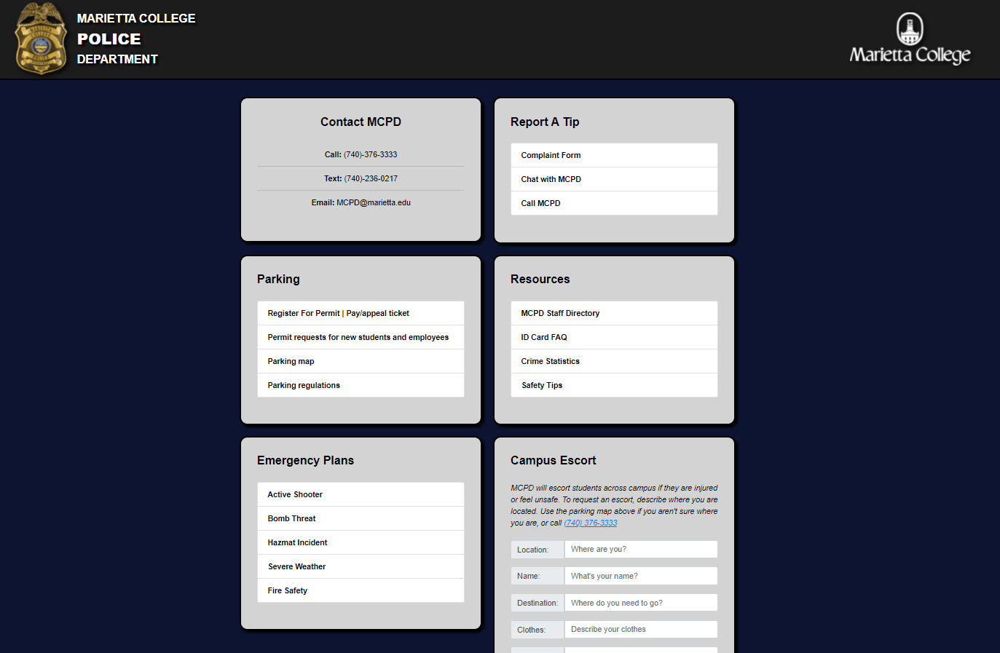 MARIETTA COLLEGE
POLICE
DEPARTMENT
Marietta College
Contact MCPD
Call: (740)-376-3333
Text: (740)-236-0217
Email: MCPD@marietta.edu
Report A Tip
Complaint Form
Chat with MCPD
Call MCPD
Parking
Register For Permit | Pay/appeal ticket
Permit requests for new students and employees
Parking map
Parking regulations
Resources
MCPD Staff Directory
ID Card FAQ
Crime Statistics
Safety Tips
Emergency Plans
Active Shooter
Bomb Threat
Hazmat Incident
Severe Weather
Fire Safety
Campus Escort
MCPD will escort students across campus if they are injured
or feel unsafe. To request an escort, describe where you are
located. Use the parking map above if you aren't sure where
you are, or call (740) 376-3333
Location: Where are you?
Name: What's your name?
Destination: Where do you need to go?
Clothes: Describe your clothes